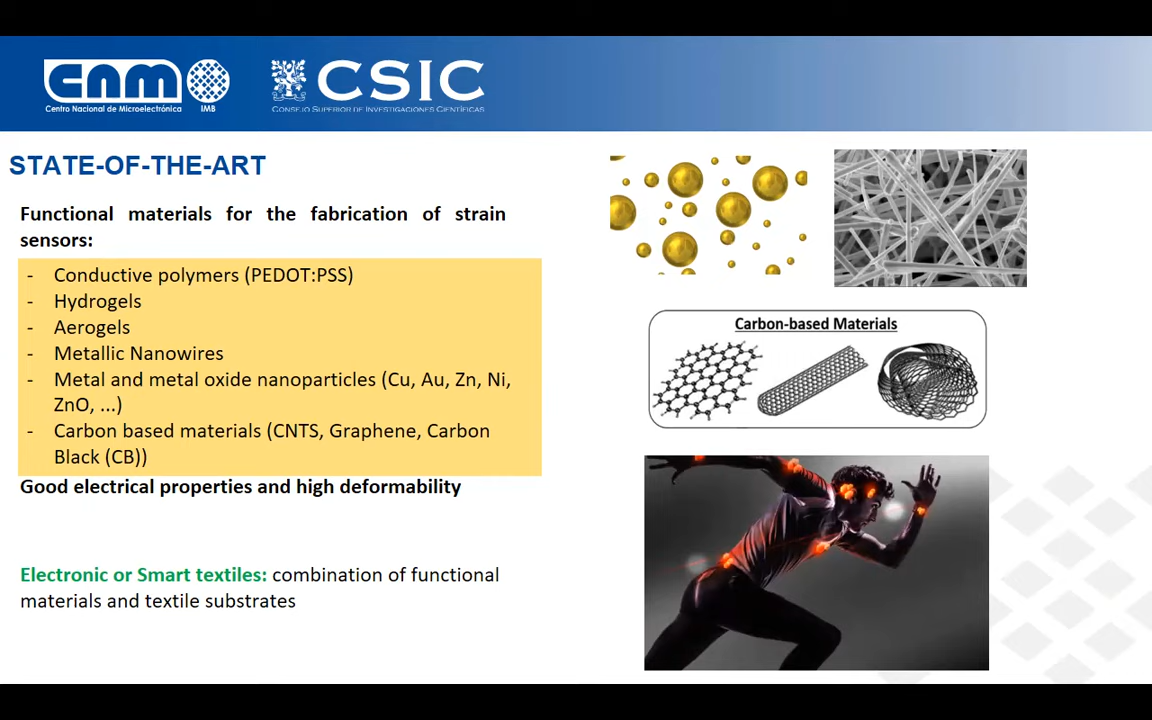 cnm
Centro Nacional de Microelectrónica
IMB
CSIC
Consejo Superior de Investigaciones Científicas
STATE-OF-THE-ART
Functional materials for the fabrication of strain
sensors:
- Conductive polymers (PEDOT:PSS)
- Hydrogels
- Aerogels
- Metallic Nanowires
- Metal and metal oxide nanoparticles (Cu, Au, Zn, Ni,
ZnO, ...)
- Carbon based materials (CNTS, Graphene, Carbon
Black (CB))
Good electrical properties and high deformability
Electronic or Smart textiles: combination of functional
materials and textile substrates
Carbon-based Materials